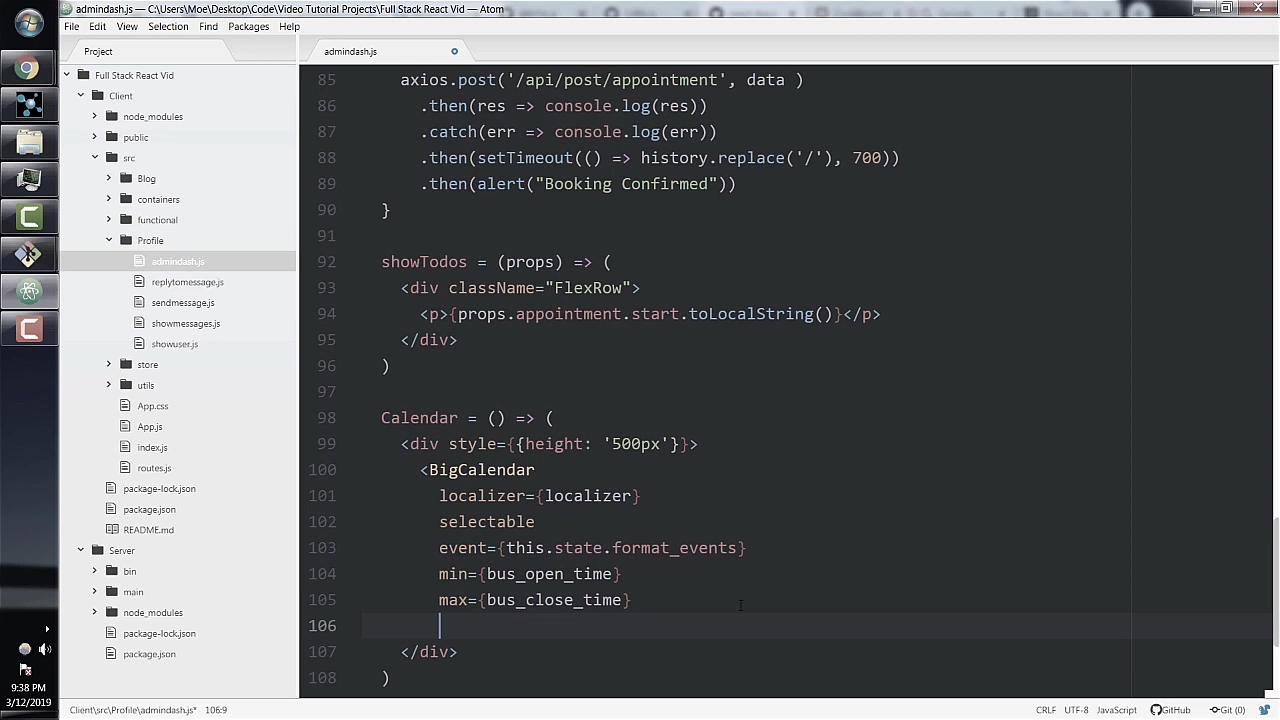 admindash.js — C:\Users\Moe\Desktop\Code\Video Tutorial Projects\Full Stack React Vid — Atom
File Edit View Selection Find Packages Help
Project
admindash.js
Full Stack React Vid
Client
node_modules
public
src
Blog
containers
functional
Profile
admindash.js
replytomessage.js
sendmessage.js
showmessages.js
showuser.js
store
utils
App.css
App.js
index.js
routes.js
package-lock.json
package.json
README.md
Server
bin
main
node_modules
package-lock.json
package.json
85 axios.post('/api/post/appointment', data )
86 .then(res => console.log(res))
87 .catch(err => console.log(err))
88 .then(setTimeout(() => history.replace('/'), 700))
89 .then(alert("Booking Confirmed"))
90 }
91
92 showTodos = (props) => (
93 <div className="FlexRow">
94 <p>{props.appointment.start.toLocalString()}</p>
95 </div>
96 )
97
98 Calendar = () => (
99 <div style={{height: '500px'}}>
100 <BigCalendar
101 localizer={localizer}
102 selectable
103 event={this.state.format_events}
104 min={bus_open_time}
105 max={bus_close_time}
106
107 </div>
108 )
9:38 PM
3/12/2019
Client\src\Profile\admindash.js* 106:9
CRLF UTF-8 JavaScript GitHub Git (0)